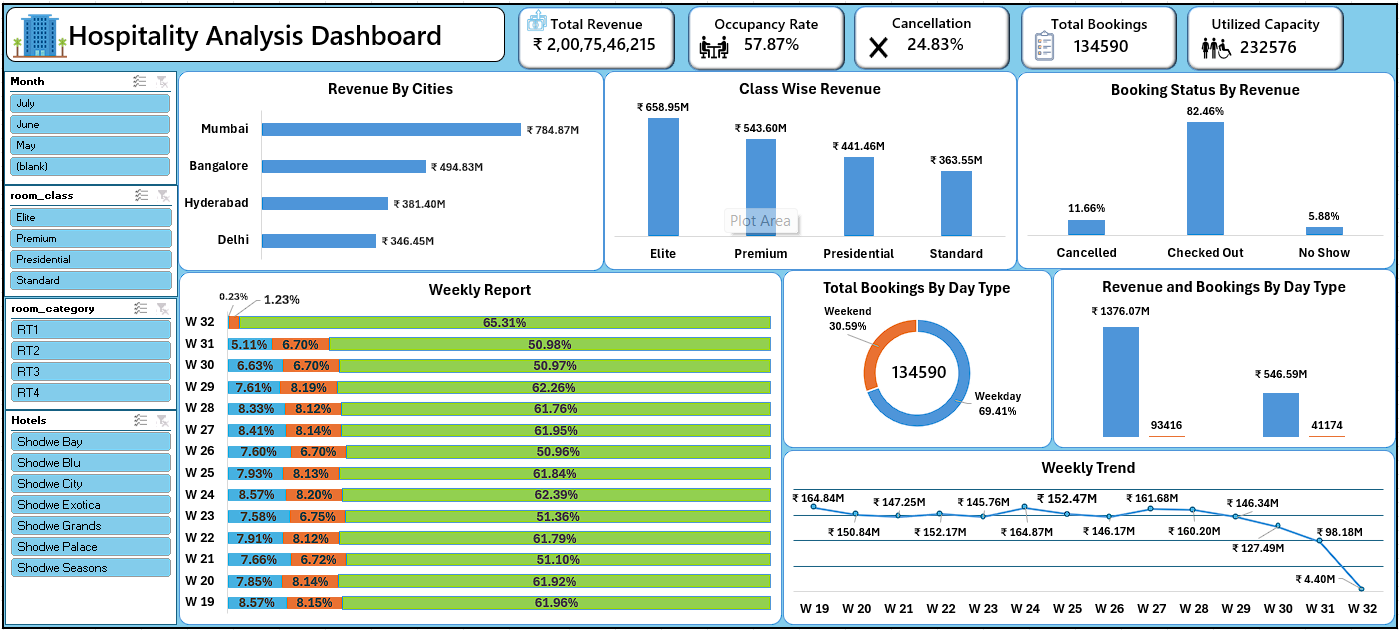 Hospitality Analysis Dashboard
Total Revenue
₹ 2,00,75,46,215
Occupancy Rate
57.87%
Cancellation
24.83%
Total Bookings
134590
Utilized Capacity
232576
Month
July
June
May
(blank)
room_class
Elite
Premium
Presidential
Standard
room_category
RT1
RT2
RT3
RT4
Hotels
Shodwe Bay
Shodwe Blu
Shodwe City
Shodwe Exotica
Shodwe Grands
Shodwe Palace
Shodwe Seasons
Revenue By Cities
Mumbai ₹ 784.87M
Bangalore ₹ 494.83M
Hyderabad ₹ 381.40M
Delhi ₹ 346.45M
Class Wise Revenue
₹ 658.95M
₹ 543.60M
₹ 441.46M
₹ 363.55M
Plot Area
Elite Premium Presidential Standard
Booking Status By Revenue
82.46%
11.66%
5.88%
Cancelled Checked Out No Show
Weekly Report
0.23% 1.23%
W 32 65.31%
W 31 5.11% 6.70% 50.98%
W 30 6.63% 6.70% 50.97%
W 29 7.61% 8.19% 62.26%
W 28 8.33% 8.12% 61.76%
W 27 8.41% 8.14% 61.95%
W 26 7.60% 6.70% 50.96%
W 25 7.93% 8.13% 61.84%
W 24 8.57% 8.20% 62.39%
W 23 7.58% 6.75% 51.36%
W 22 7.91% 8.12% 61.79%
W 21 7.66% 6.72% 51.10%
W 20 7.85% 8.14% 61.92%
W 19 8.57% 8.15% 61.96%
Total Bookings By Day Type
Weekend
30.59%
134590
Weekday
69.41%
Revenue and Bookings By Day Type
₹ 1376.07M
₹ 546.59M
93416 41174
Weekly Trend
₹ 164.84M ₹ 147.25M ₹ 145.76M ₹ 152.47M ₹ 161.68M ₹ 146.34M
₹ 150.84M ₹ 152.17M ₹ 164.87M ₹ 146.17M ₹ 160.20M ₹ 98.18M
₹ 127.49M
₹ 4.40M
W 19 W 20 W 21 W 22 W 23 W 24 W 25 W 26 W 27 W 28 W 29 W 30 W 31 W 32